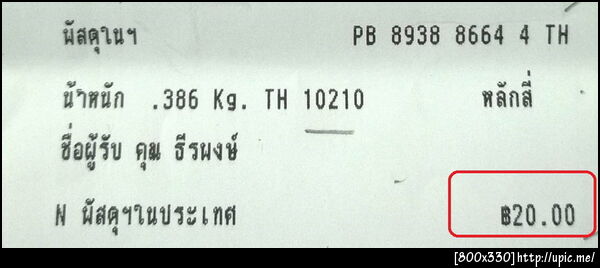 พัสดุในฯ PB 8938 8664 4 TH
น้ำหนัก .386 Kg. TH 10210 หลักสี่
ชื่อผู้รับ คุณ ธีรพงษ์
N พัสดุฯในประเทศ ฿20.00
[800x330]http://upic.me/